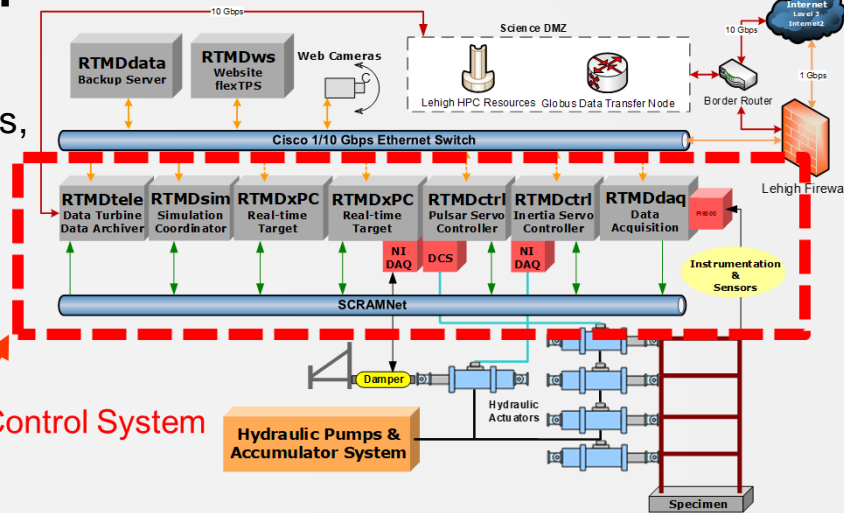 10 Gbps
Science DMZ
Internet
Level 3
Internet2
10 Gbps
RTMDdata
Backup Server
RTMDws
Website
flexTPS
Web Cameras
C
Lehigh HPC Resources
Globus Data Transfer Node
Border Router
1 Gbps
s,
Cisco 1/10 Gbps Ethernet Switch
Lehigh Firewa
RTMDtele
Data Turbine
Data Archiver
RTMDsim
Simulation
Coordinator
RTMDxPC
Real-time
Target
RTMDxPC
Real-time
Target
RTMDctrl
Pulsar Servo
Controller
RTMDctrl
Inertia Servo
Controller
RTMDdaq
Data
Acquisition
PI6000
NI
DAQ
DCS
NI
DAQ
Instrumentation
&
Sensors
SCRAMNet
Damper
Hydraulic
Actuators
Control System
Hydraulic Pumps &
Accumulator System
Specimen